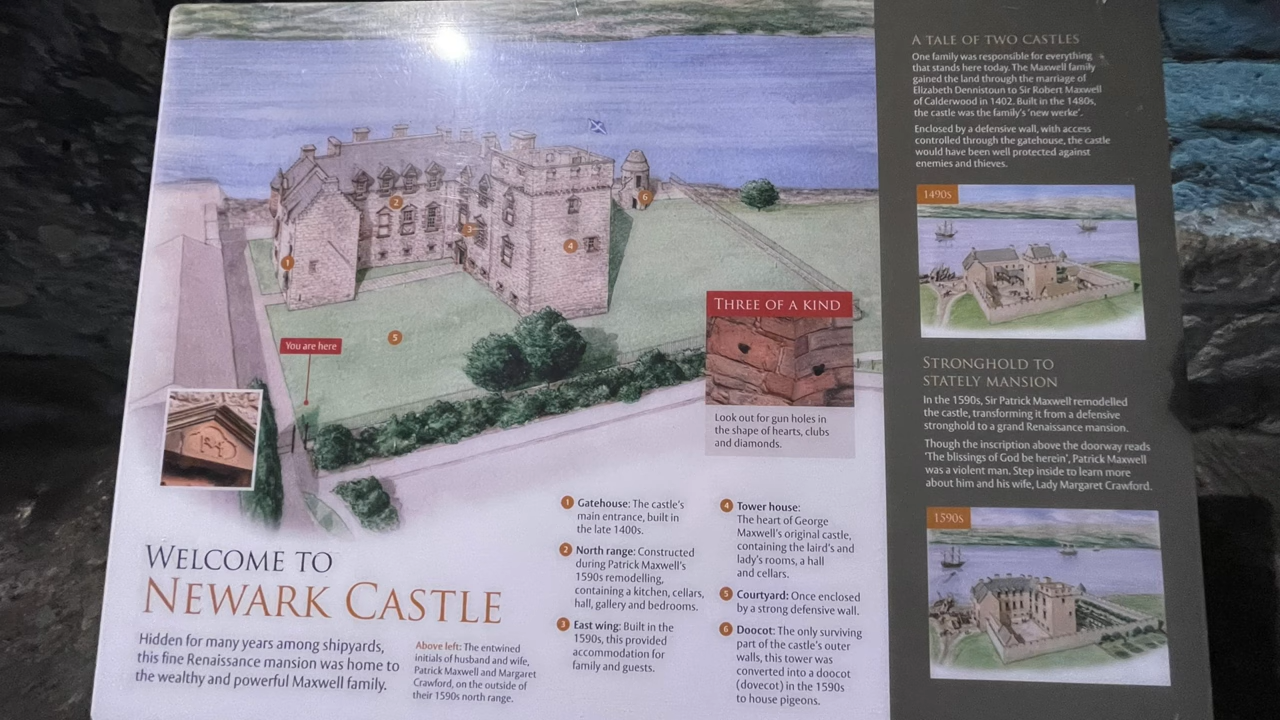 You are here
THREE OF A KIND
Look out for gun holes in
the shape of hearts, clubs
and diamonds.
WELCOME TO
NEWARK CASTLE
Hidden for many years among shipyards,
this fine Renaissance mansion was home to
the wealthy and powerful Maxwell family.
Above left: The entwined
initials of husband and wife,
Patrick Maxwell and Margaret
Crawford, on the outside of
their 1590s north range.
1 Gatehouse: The castle's
main entrance, built in
the late 1400s.
2 North range: Constructed
during Patrick Maxwell's
1590s remodelling,
containing a kitchen, cellars,
hall, gallery and bedrooms.
3 East wing: Built in the
1590s, this provided
accommodation for
family and guests.
4 Tower house:
The heart of George
Maxwell's original castle,
containing the laird's and
lady's rooms, a hall
and cellars.
5 Courtyard: Once enclosed
by a strong defensive wall.
6 Doocot: The only surviving
part of the castle's outer
walls, this tower was
converted into a doocot
(dovecot) in the 1590s
to house pigeons.
A TALE OF TWO CASTLES
One family was responsible for everything
that stands here today. The Maxwell family
gained the land through the marriage of
Elizabeth Dennistoun to Sir Robert Maxwell
of Calderwood in 1402. Built in the 1480s,
the castle was the family's 'new werke'.
Enclosed by a defensive wall, with access
controlled through the gatehouse, the castle
would have been well protected against
enemies and thieves.
1490S
STRONGHOLD TO
STATELY MANSION
In the 1590s, Sir Patrick Maxwell remodelled
the castle, transforming it from a defensive
stronghold to a grand Renaissance mansion.
Though the inscription above the doorway reads
'The blissings of God be herein', Patrick Maxwell
was a violent man. Step inside to learn more
about him and his wife, Lady Margaret Crawford.
1590S